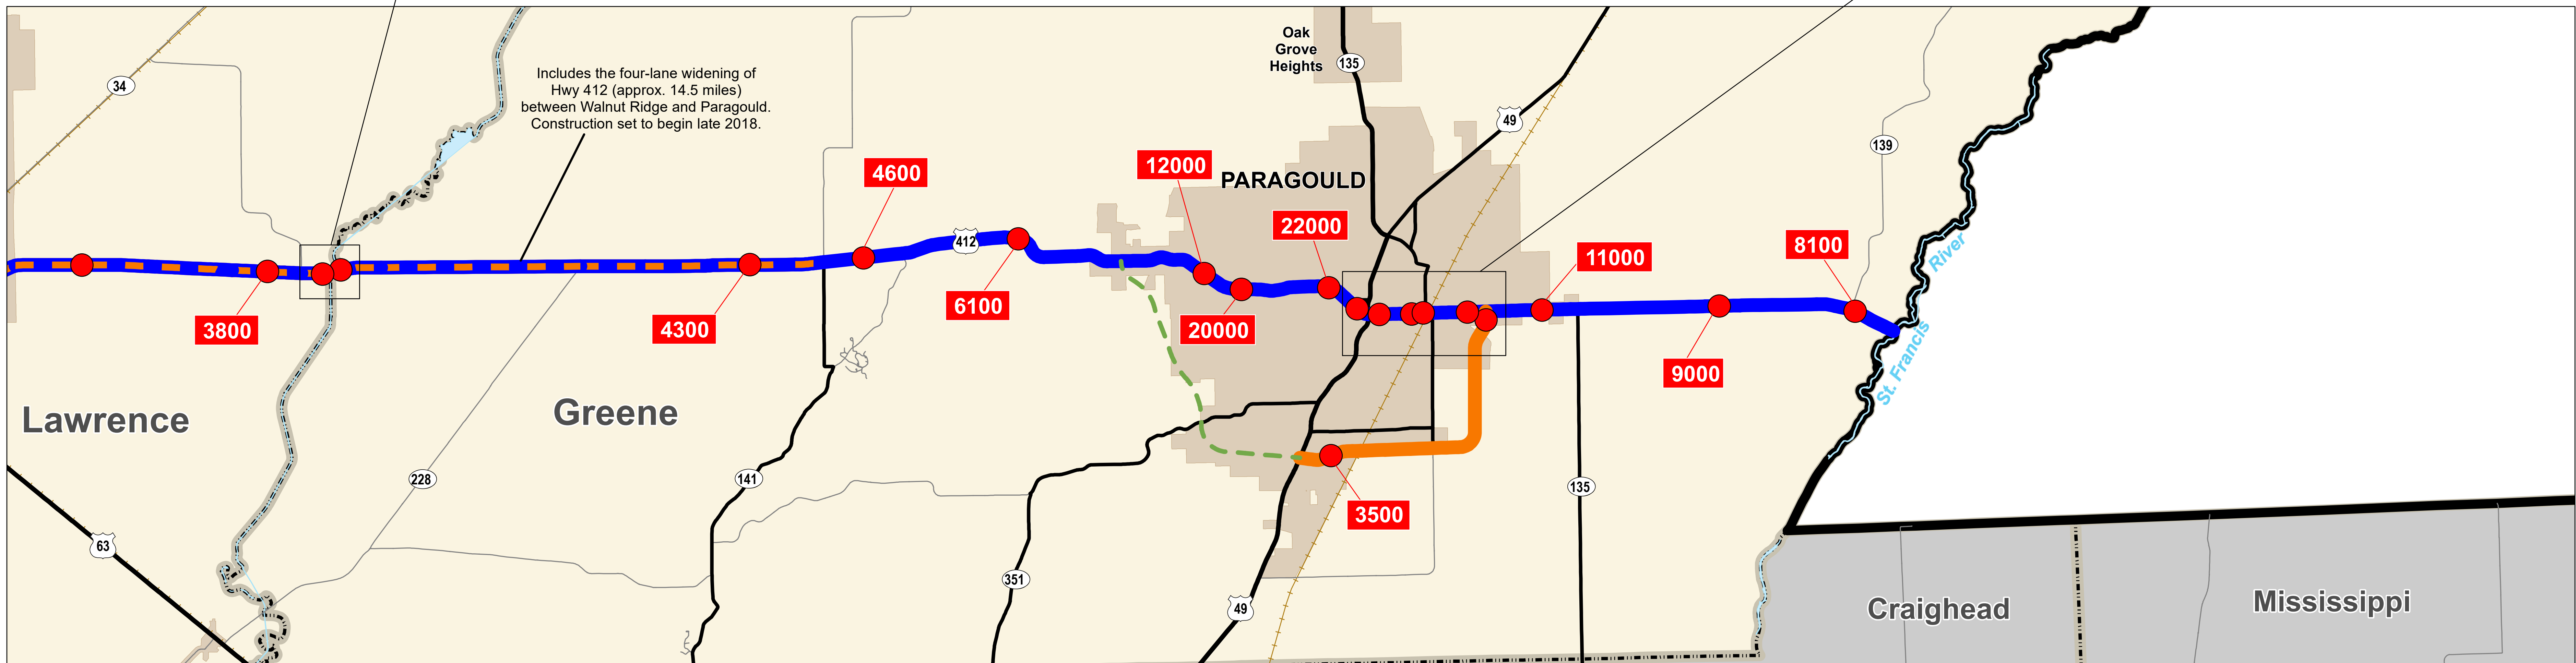 Oak
Grove
Heights
135
34
Includes the four-lane widening of
Hwy 412 (approx. 14.5 miles)
between Walnut Ridge and Paragould.
Construction set to begin late 2018.
49
139
12000
4600
PARAGOULD
22000
412
8100
11000
River
6100
3800
4300
20000
9000
St. Francis
Lawrence
Greene
228
141
135
3500
63
351
49
Craighead
Mississippi